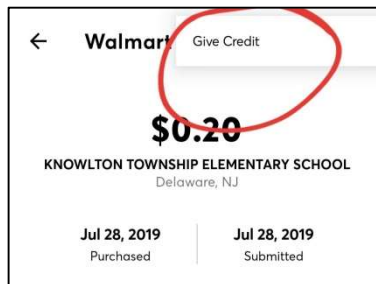 ← Walmart Give Credit
$0.20
KNOWLTON TOWNSHIP ELEMENTARY SCHOOL
Delaware, NJ
Jul 28, 2019 Jul 28, 2019
Purchased Submitted